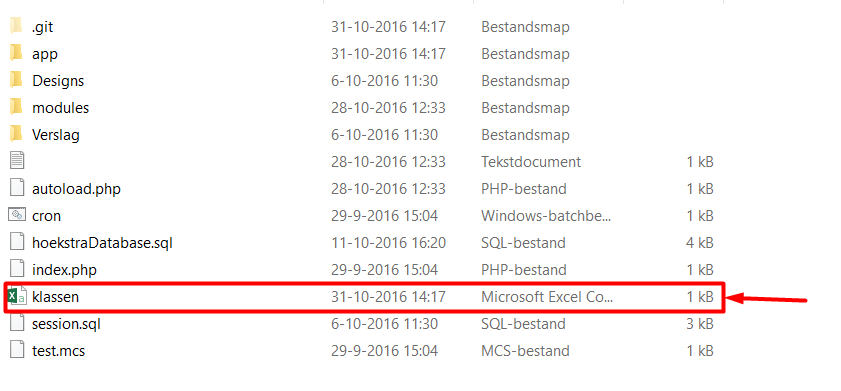 .git 31-10-2016 14:17 Bestandsmap
app 31-10-2016 14:17 Bestandsmap
Designs 6-10-2016 11:30 Bestandsmap
modules 28-10-2016 12:33 Bestandsmap
Verslag 6-10-2016 11:30 Bestandsmap
28-10-2016 12:33 Tekstdocument 1 kB
autoload.php 28-10-2016 12:33 PHP-bestand 1 kB
cron 29-9-2016 15:04 Windows-batchbe... 1 kB
hoekstraDatabase.sql 11-10-2016 16:20 SQL-bestand 4 kB
index.php 29-9-2016 15:04 PHP-bestand 1 kB
klassen 31-10-2016 14:17 Microsoft Excel Co... 1 kB
session.sql 6-10-2016 11:30 SQL-bestand 3 kB
test.mcs 29-9-2016 15:04 MCS-bestand 1 kB